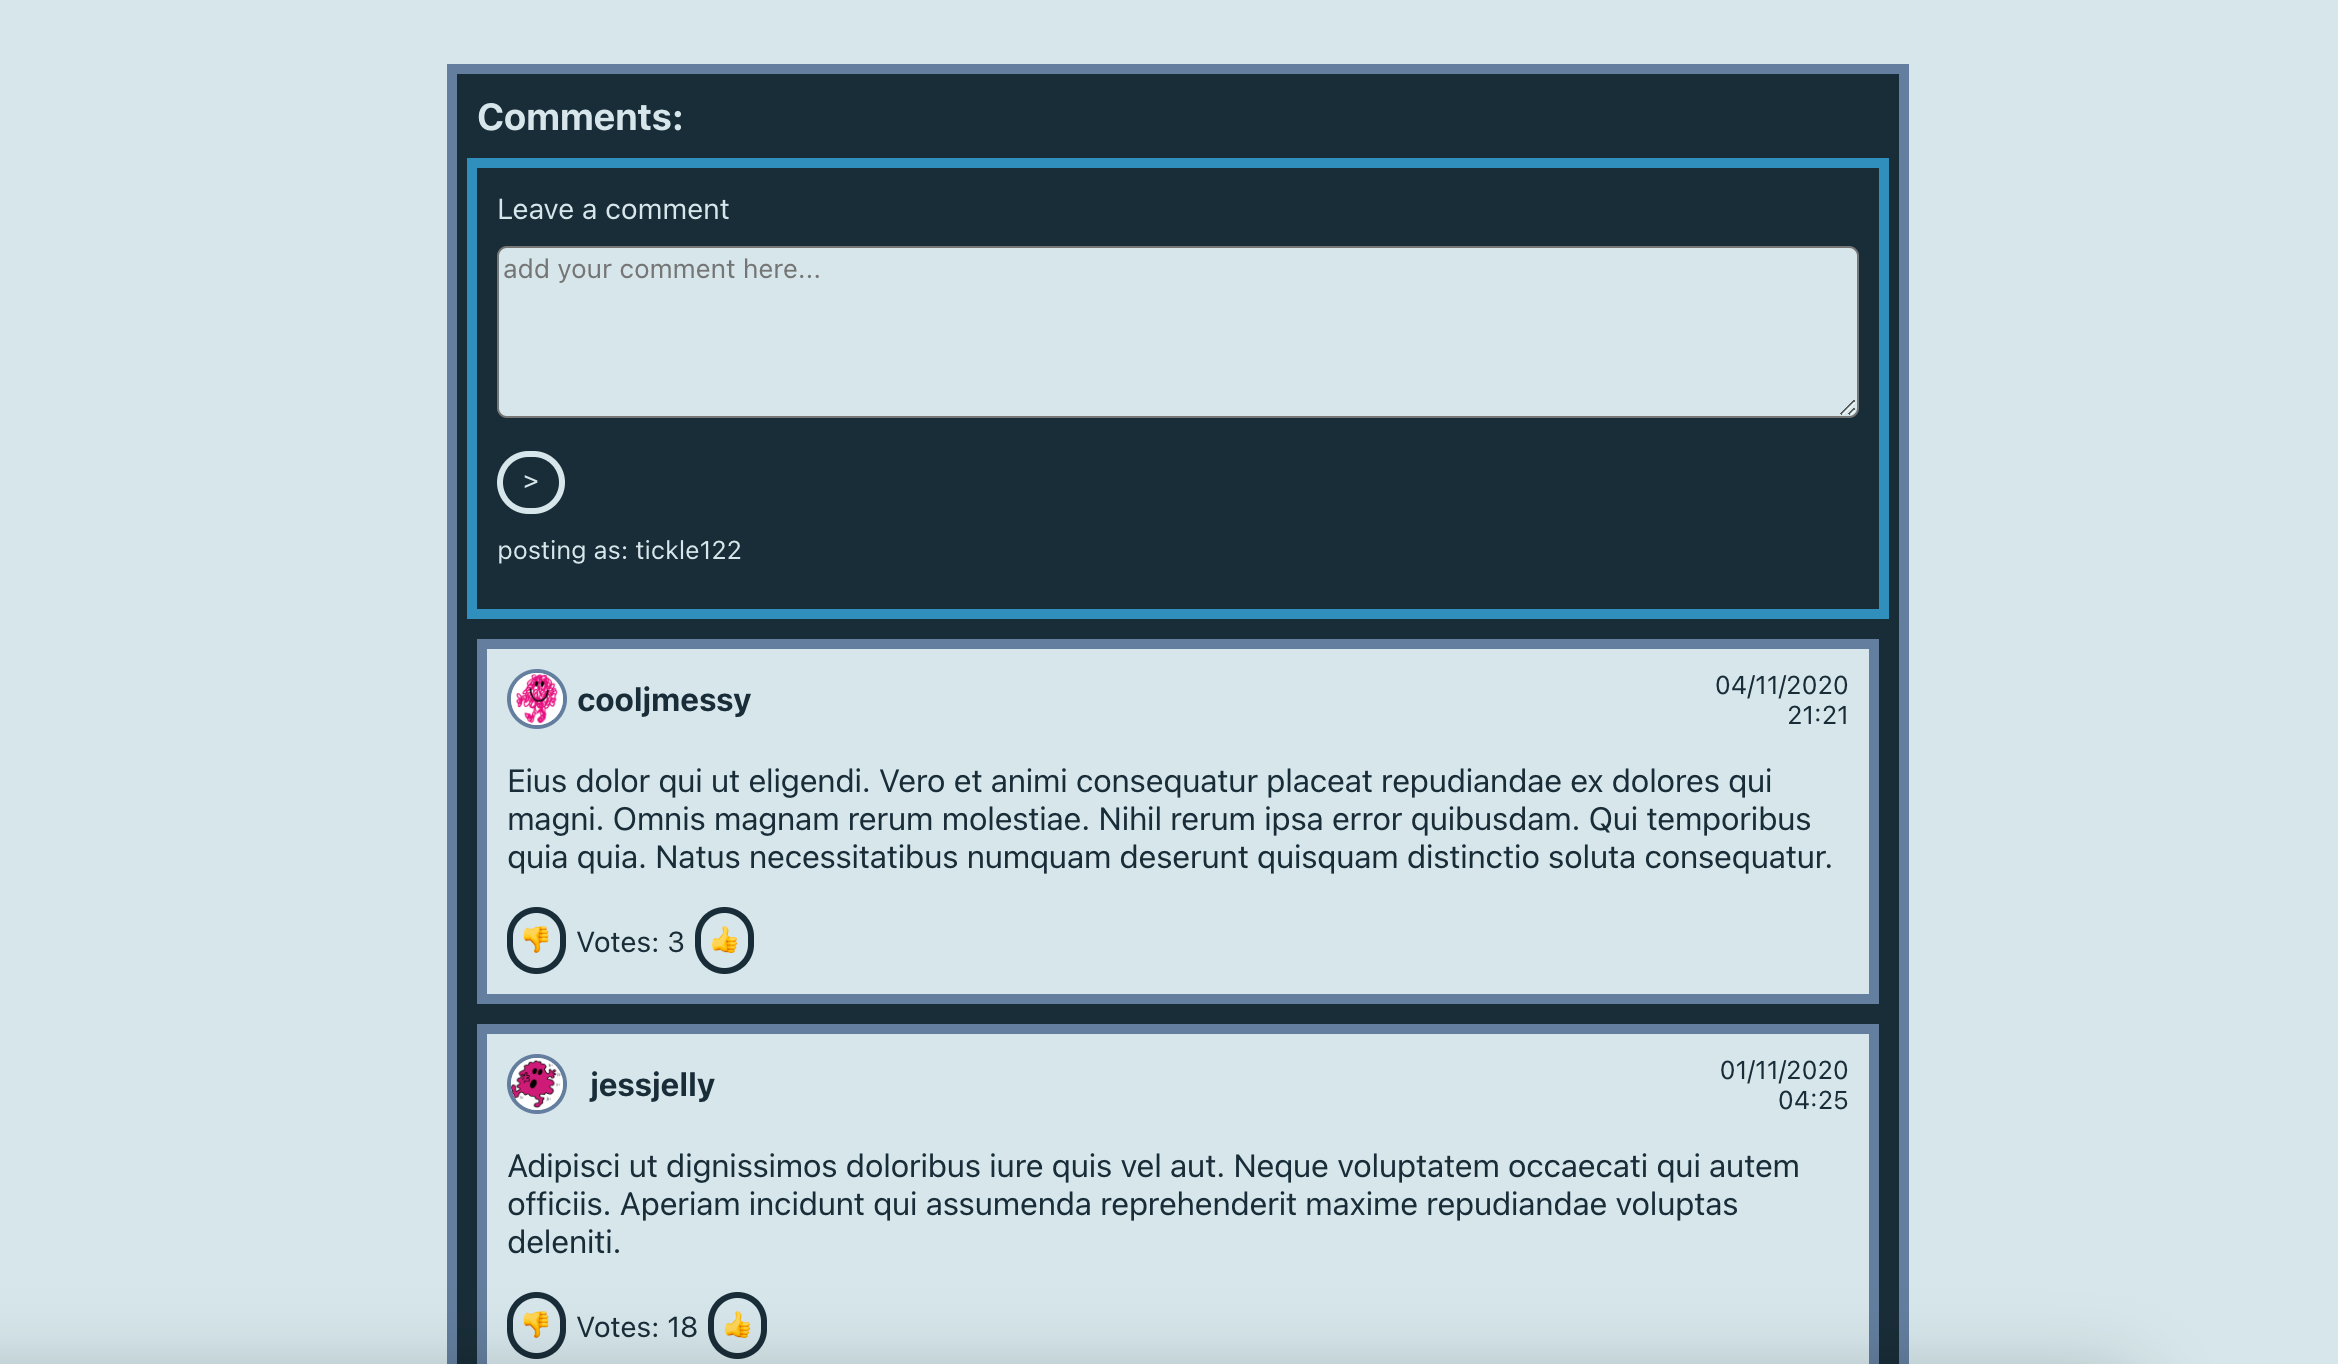 Comments:
Leave a comment
add your comment here...
>
posting as: tickle122
cooljmessy
04/11/2020
21:21
Eius dolor qui ut eligendi. Vero et animi consequatur placeat repudiandae ex dolores qui
magni. Omnis magnam rerum molestiae. Nihil rerum ipsa error quibusdam. Qui temporibus
quia quia. Natus necessitatibus numquam deserunt quisquam distinctio soluta consequatur.
👎 Votes: 3 👍
jessjelly
01/11/2020
04:25
Adipisci ut dignissimos doloribus iure quis vel aut. Neque voluptatem occaecati qui autem
officiis. Aperiam incidunt qui assumenda reprehenderit maxime repudiandae voluptas
deleniti.
👎 Votes: 18 👍